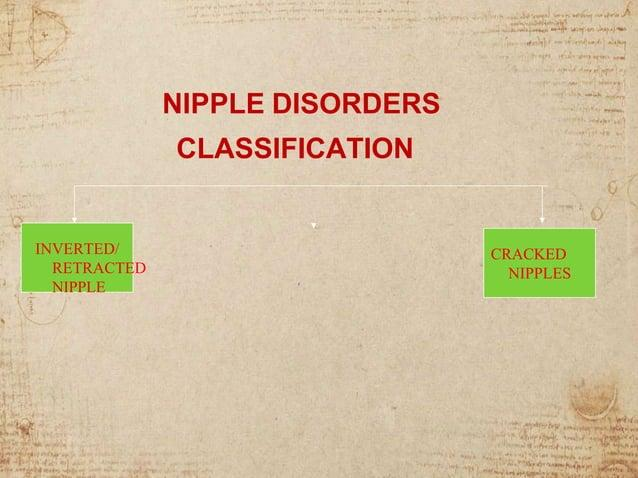 NIPPLE DISORDERS
CLASSIFICATION
INVERTED/
RETRACTED
NIPPLE
CRACKED
NIPPLES